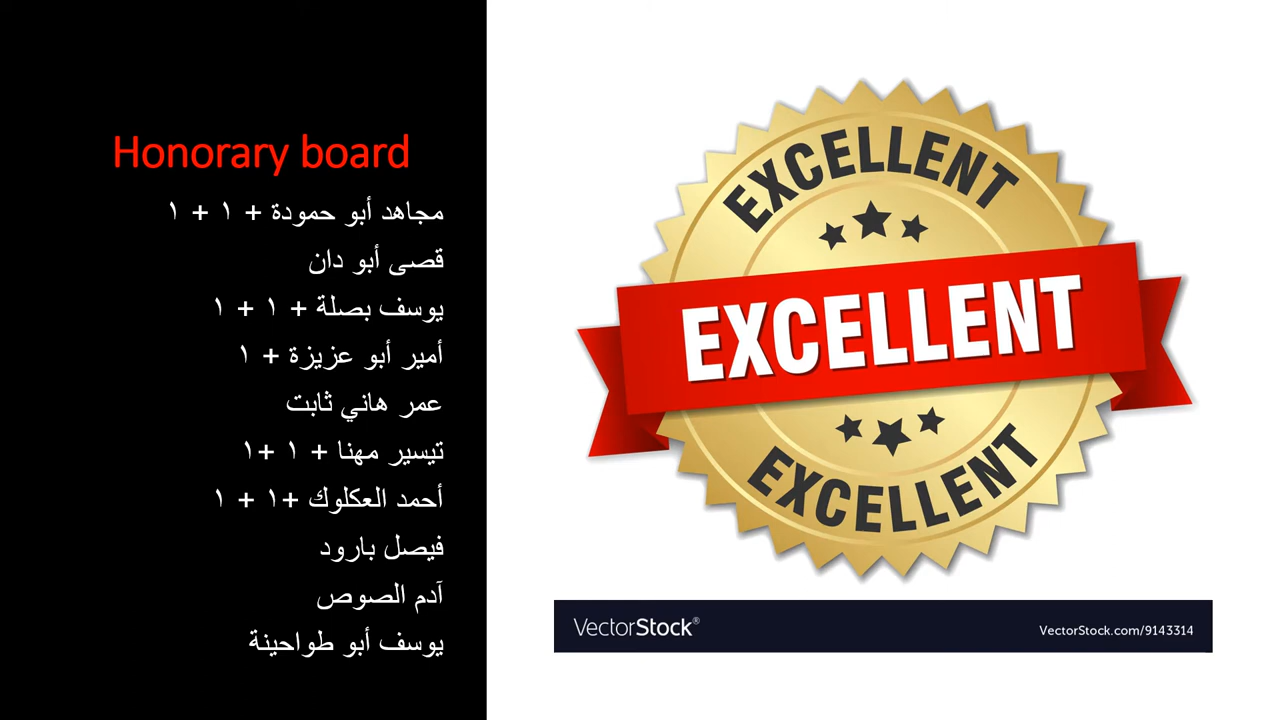 Honorary board
مجاهد أبو حمودة + ١ + ١
قصى أبو دان
يوسف بصلة + ١ + ١
أمير أبو عزيزة + ١
عمر هاني ثابت
تيسير مهنا + ١ +١
أحمد العكلوك +١ + ١
فيصل بارود
آدم الصوص
يوسف أبو طواحينة
EXCELLENT
EXCELLENT
EXCELLENT
VectorStock®
VectorStock.com/9143314